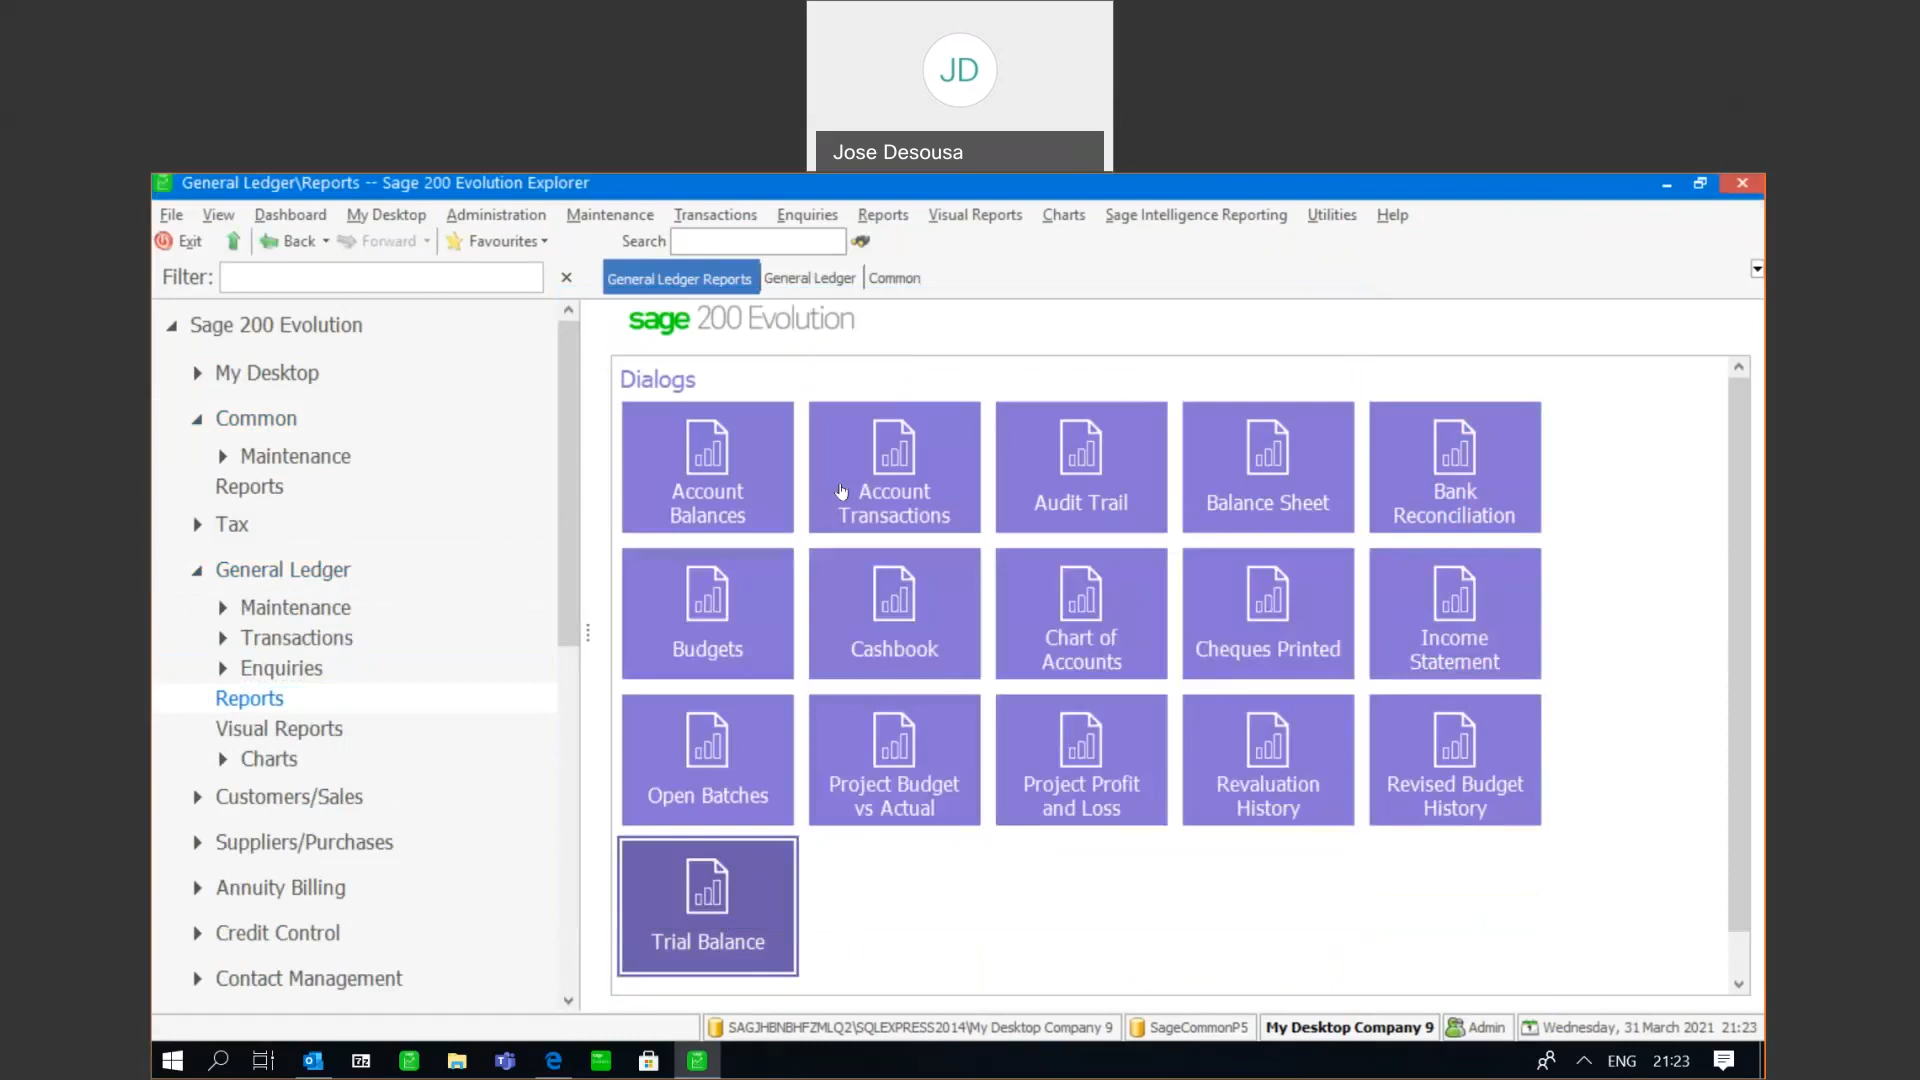 JD
Jose Desousa
General Ledger\Reports -- Sage 200 Evolution Explorer
File View Dashboard My Desktop Administration Maintenance Transactions Enquiries Reports Visual Reports Charts Sage Intelligence Reporting Utilities Help
Exit Back Forward Favourites Search
Filter: General Ledger Reports General Ledger Common
sage 200 Evolution
Sage 200 Evolution
My Desktop
Common
Maintenance
Reports
Tax
General Ledger
Maintenance
Transactions
Enquiries
Reports
Visual Reports
Charts
Customers/Sales
Suppliers/Purchases
Annuity Billing
Credit Control
Contact Management
Dialogs
Account
Balances
Account
Transactions
Audit Trail
Balance Sheet
Bank
Reconciliation
Budgets
Cashbook
Chart of
Accounts
Cheques Printed
Income
Statement
Open Batches
Project Budget
vs Actual
Project Profit
and Loss
Revaluation
History
Revised Budget
History
Trial Balance
SAGJHBNBHFZMLQ2\SQLEXPRESS2014\My Desktop Company 9 SageCommonP5 My Desktop Company 9 Admin Wednesday, 31 March 2021 21:23
ENG 21:23